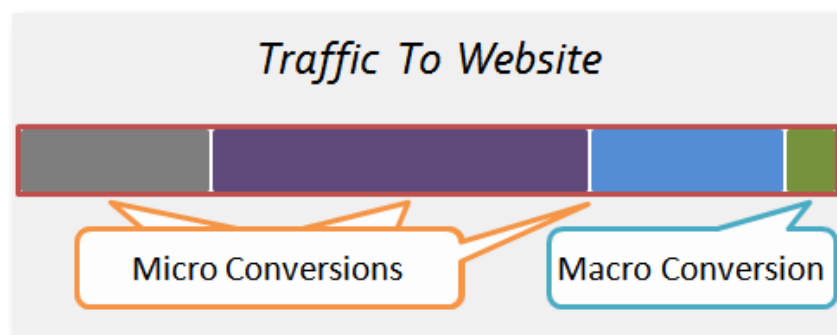 Traffic To Website
Micro Conversions
Macro Conversion